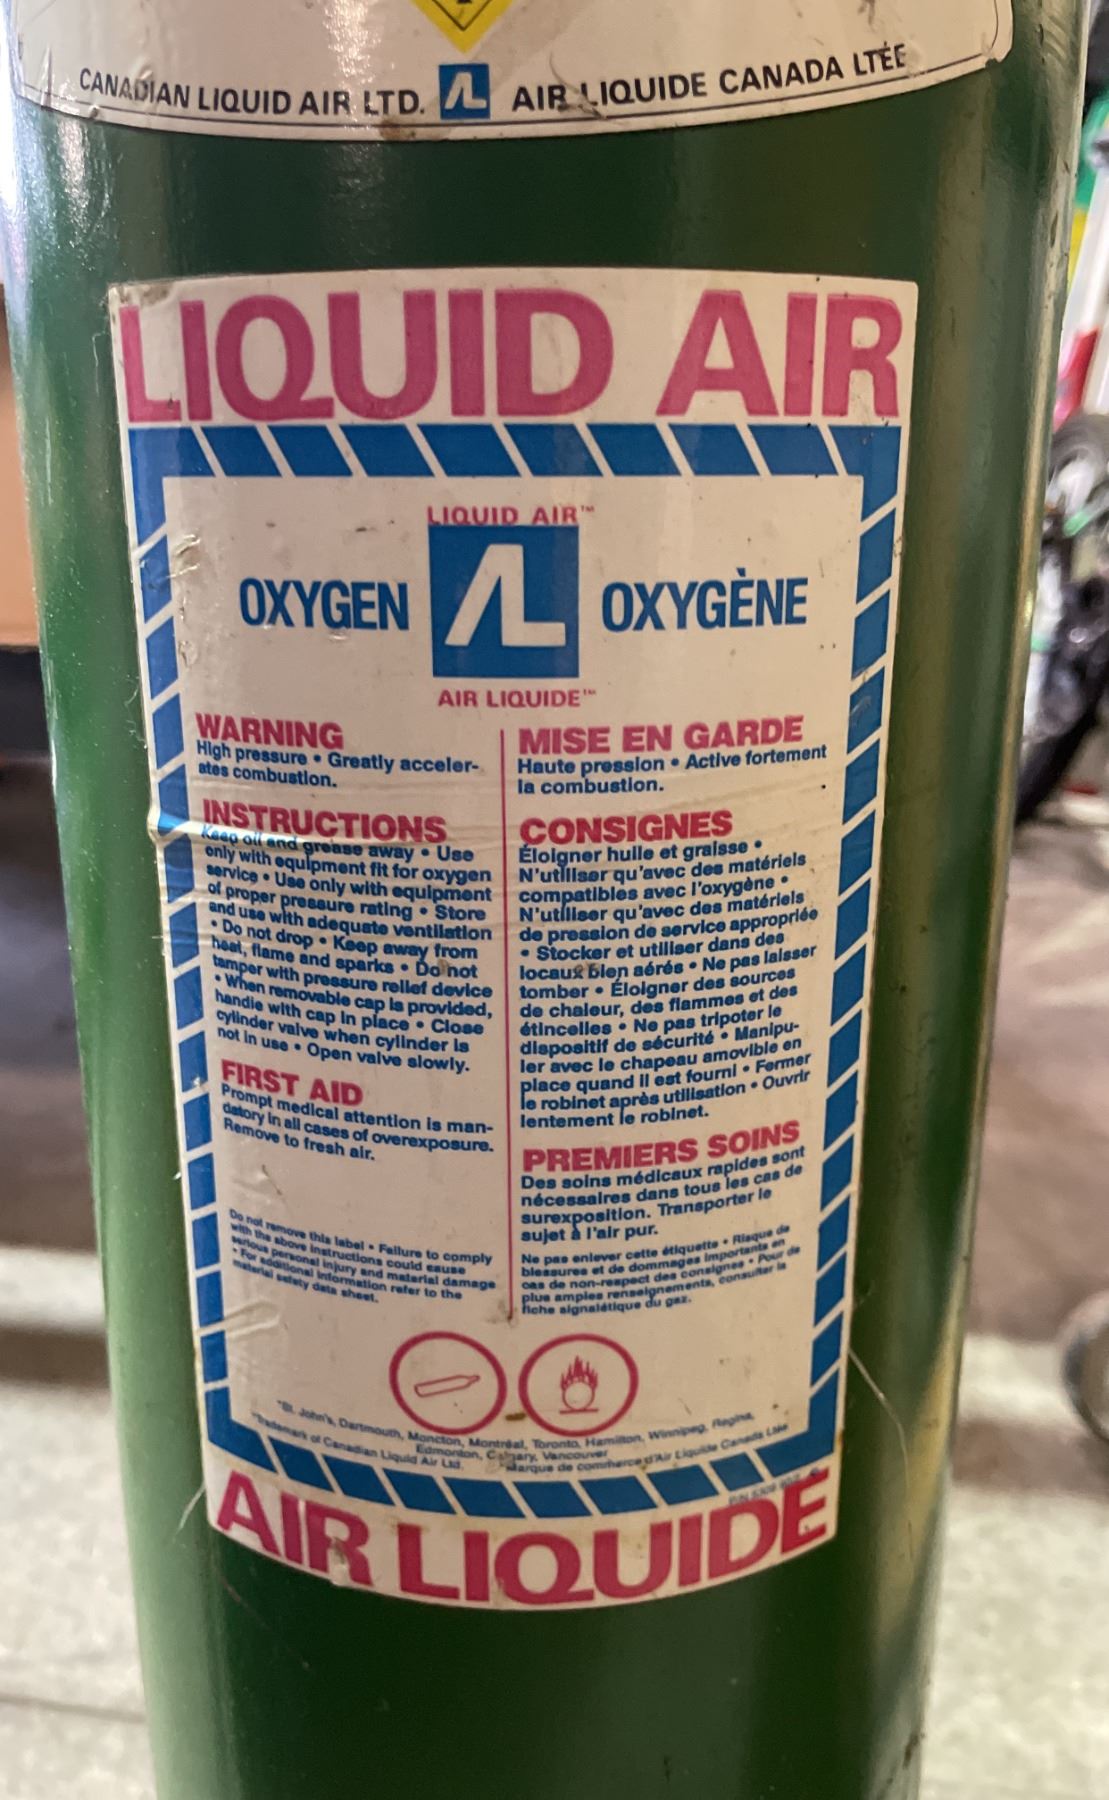 CANADIAN LIQUID AIR LTD. AL AIR LIQUIDE CANADA LTÉE
LIQUID AIR
LIQUID AIR™
OXYGEN AL OXYGÈNE
AIR LIQUIDE™
WARNING
High pressure • Greatly acceler-
ates combustion.
INSTRUCTIONS
Keep oil and grease away • Use
only with equipment fit for oxygen
service • Use only with equipment
of proper pressure rating • Store
and use with adequate ventilation
• Do not drop • Keep away from
heat, flame and sparks • Do not
tamper with pressure relief device
• When removable cap is provided,
handle with cap in place • Close
cylinder valve when cylinder is
not in use • Open valve slowly.
FIRST AID
Prompt medical attention is man-
datory in all cases of overexposure.
Remove to fresh air.
Do not remove this label • Failure to comply
with the above instructions could cause
serious personal injury and material damage
• For additional information refer to the
material safety data sheet.
MISE EN GARDE
Haute pression • Active fortement
la combustion.
CONSIGNES
Éloigner huile et graisse •
N'utiliser qu'avec des matériels
compatibles avec l'oxygène •
N'utiliser qu'avec des matériels
de pression de service appropriée
• Stocker et utiliser dans des
locaux bien aérés • Ne pas laisser
tomber • Éloigner des sources
de chaleur, des flammes et des
étincelles • Ne pas tripoter le
dispositif de sécurité • Manipu-
ler avec le chapeau amovible en
place quand il est fourni • Fermer
le robinet après utilisation • Ouvrir
lentement le robinet.
PREMIERS SOINS
Des soins médicaux rapides sont
nécessaires dans tous les cas de
surexposition. Transporter le
sujet à l'air pur.
Ne pas enlever cette étiquette • Risque de
blessures et de dommages importants en
cas de non-respect des consignes • Pour de
plus amples renseignements, consulter la
fiche signalétique du gaz.
St. John's, Dartmouth, Moncton, Montréal, Toronto, Hamilton, Winnipeg, Regina,
Edmonton, Calgary, Vancouver
Trademark of Canadian Liquid Air Ltd. Marque de commerce d'Air Liquide Canada Ltée
AIR LIQUIDE